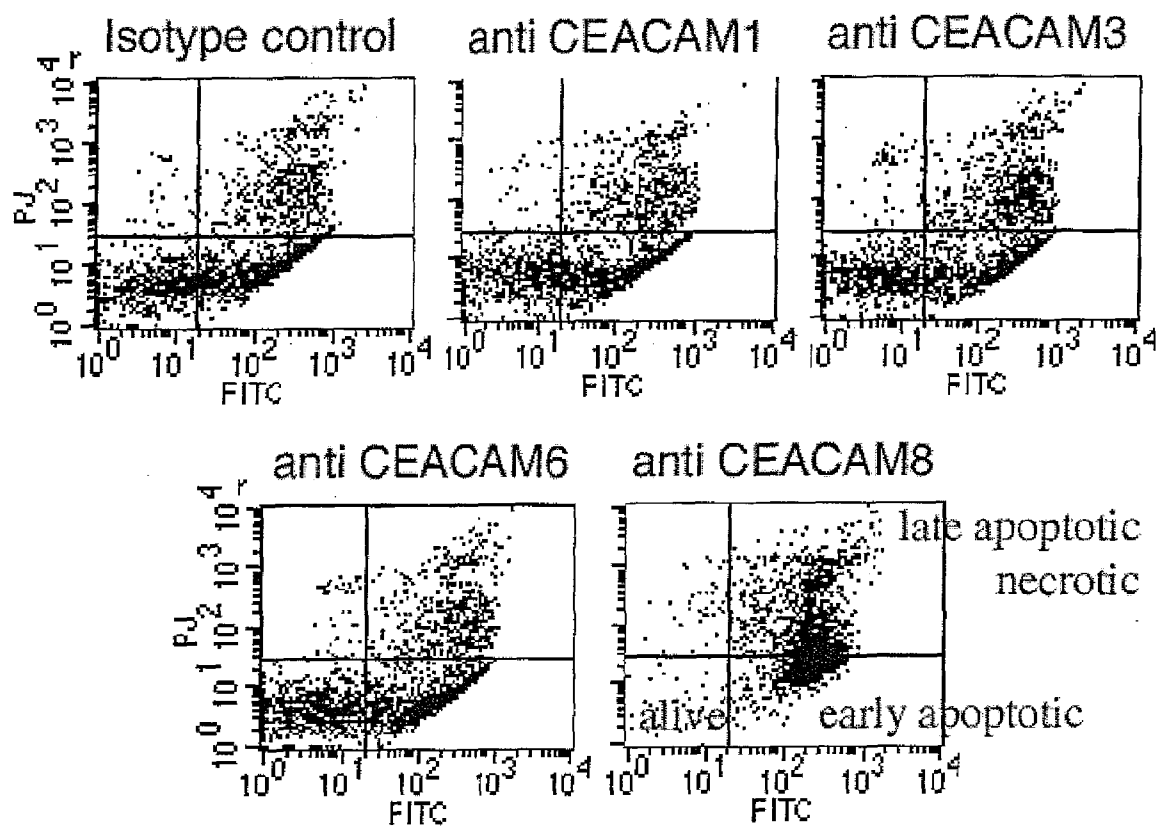 Isotype control
anti CEACAM1
anti CEACAM3
PJ
10^0 10^1 10^2 10^3 10^4
r
10^0 10^1 10^2 10^3 10^4
FITC
10^0 10^1 10^2 10^3 10^4
FITC
10^0 10^1 10^2 10^3 10^4
FITC
anti CEACAM6
anti CEACAM8
PJ
10^0 10^1 10^2 10^3 10^4
r
late apoptotic
necrotic
alive
early apoptotic
10^0 10^1 10^2 10^3 10^4
FITC
10^0 10^1 10^2 10^3 10^4
FITC